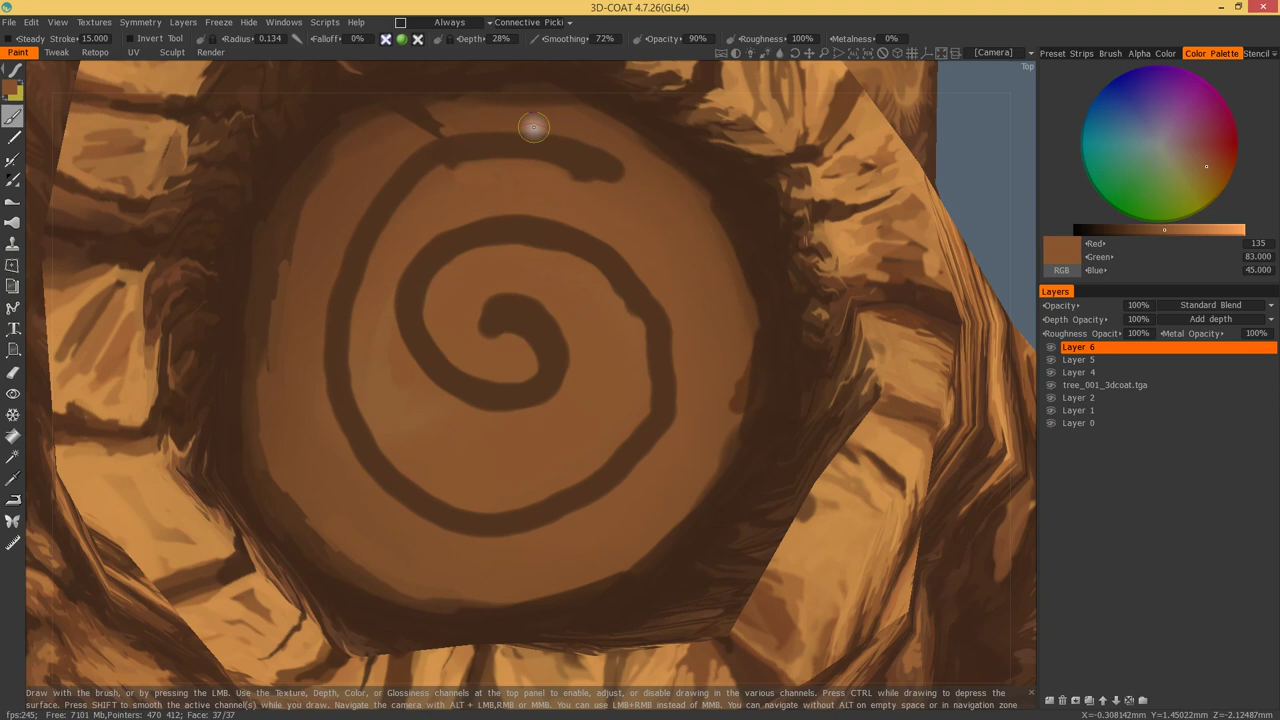 3D-COAT 4.7.26(GL64)
File Edit View Textures Symmetry Layers Freeze Hide Windows Scripts Help Always Connective Picki
Steady Stroke 15.000 Invert Tool Radius 0.134 Falloff 0% Depth 28% Smoothing 72% Opacity 90% Roughness 100% Metalness 0%
Paint Tweak Retopo UV Sculpt Render [Camera] Preset Strips Brush Alpha Color Color Palette Stencil
Top
Red 135
Green 83.000
RGB Blue 45.000
Layers
Opacity 100% Standard Blend
Depth Opacity 100% Add depth
Roughness Opacit 100% Metal Opacity 100%
Layer 6
Layer 5
Layer 4
tree_001_3dcoat.tga
Layer 2
Layer 1
Layer 0
Draw with the brush, or by pressing the LMB. Use the Texture, Depth, Color, or Glossiness channels at the top panel to enable, adjust, or disable drawing in the various channels. Press CTRL while drawing to depress the
surface. Press SHIFT to smooth the active channel(s) while you draw. Navigate the camera with ALT + LMB,RMB or MMB. You can use LMB+RMB instead of MMB. You can navigate without ALT on empty space or in navigation zone
fps:245; Free: 7101 Mb,Pointers: 470 412; Face: 37/37 X=-0.308142mm Y=1.45022mm Z=-2.12487mm